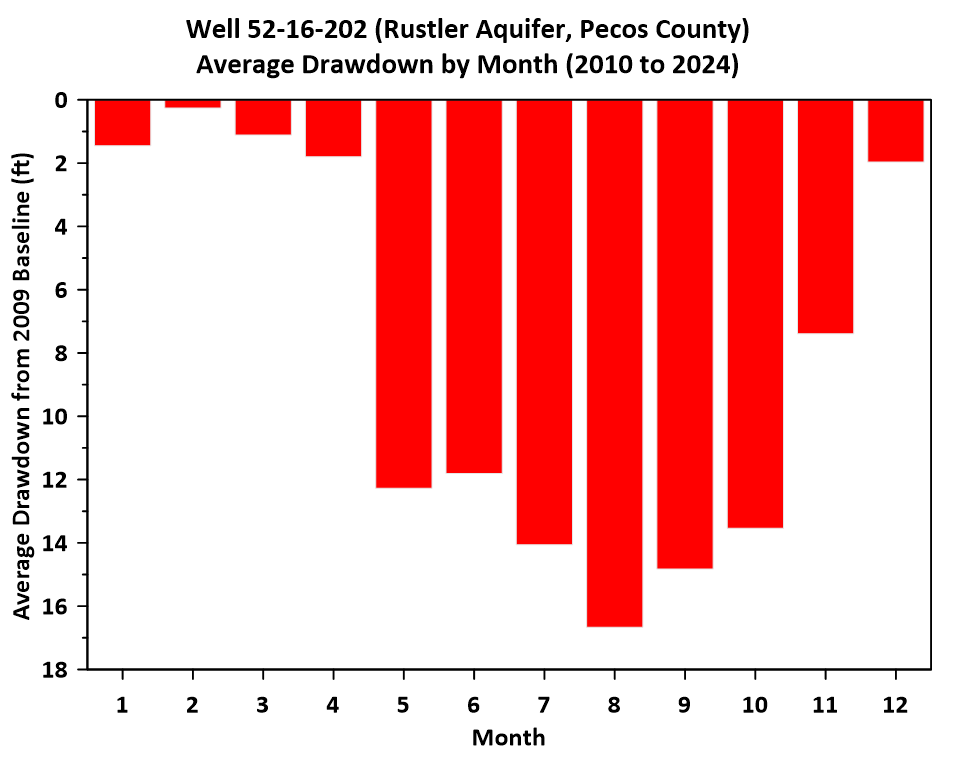 Well 52-16-202 (Rustler Aquifer, Pecos County)
Average Drawdown by Month (2010 to 2024)
Average Drawdown from 2009 Baseline (ft)
0
2
4
6
8
10
12
14
16
18
1 2 3 4 5 6 7 8 9 10 11 12
Month